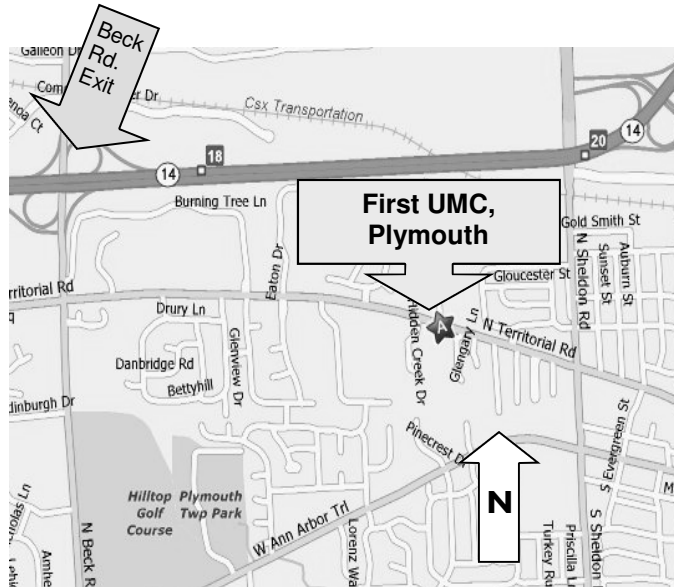 Beck
Rd.
Exit
Galleon Dr
Csx Transportation
14
20
18
14
Burning Tree Ln
First UMC,
Plymouth
Gold Smith St
Gloucester St
N Sheldon Rd
Sunset St
Auburn St
Eaton Dr
Drury Ln
Hidden Creek Dr
A
Glengary Ln
N Territorial Rd
Danbridge Rd
Bettyhill
Glenview Dr
Pinecrest Dr
S Evergreen St
N
Hilltop
Golf
Course
Plymouth
Twp Park
W Ann Arbor Trl
Lorenz
N Beck R
Turkey Ru
Priscilla L
S Sheldon